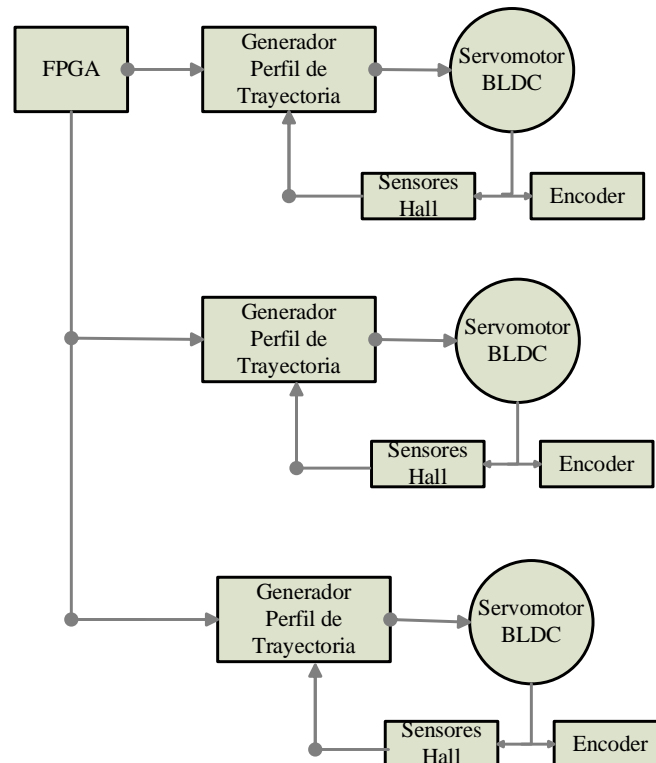 FPGA
Generador
Perfil de
Trayectoria
Servomotor
BLDC
Sensores
Hall
Encoder
Generador
Perfil de
Trayectoria
Servomotor
BLDC
Sensores
Hall
Encoder
Generador
Perfil de
Trayectoria
Servomotor
BLDC
Sensores
Hall
Encoder